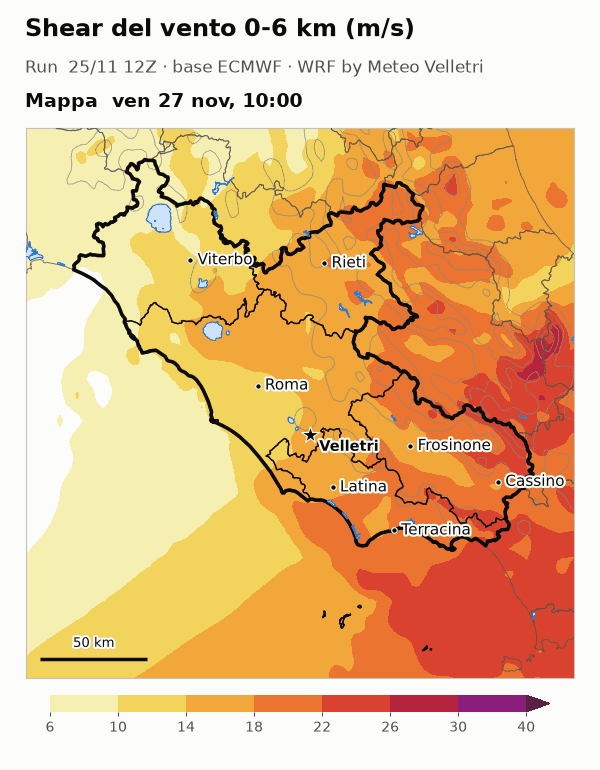 Shear del vento 0-6 km (m/s)
Run  25/11 12Z · base ECMWF · WRF by Meteo Velletri
Mappa  ven 27 nov, 10:00
Viterbo
Rieti
Roma
Velletri
Frosinone
Latina
Cassino
Terracina
50 km
6 10 14 18 22 26 30 40